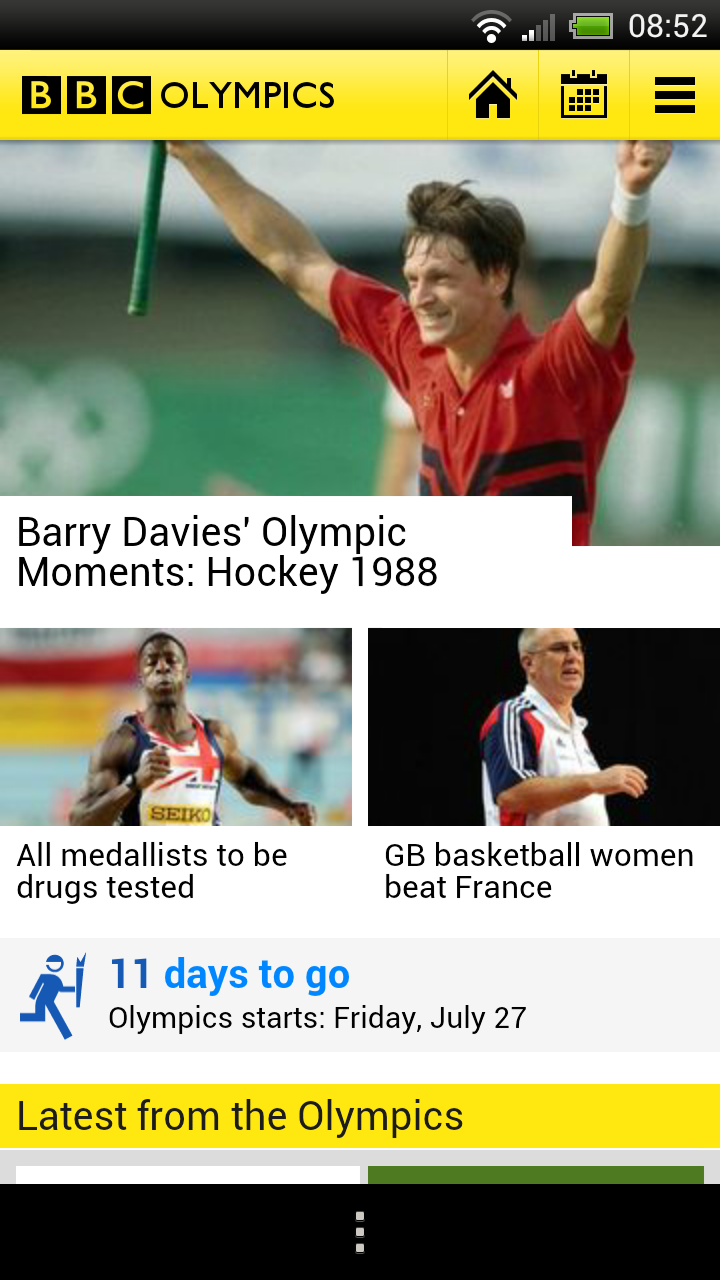 08:52
BBC OLYMPICS
Barry Davies' Olympic
Moments: Hockey 1988
SEIKO
All medallists to be
drugs tested
GB basketball women
beat France
11 days to go
Olympics starts: Friday, July 27
Latest from the Olympics